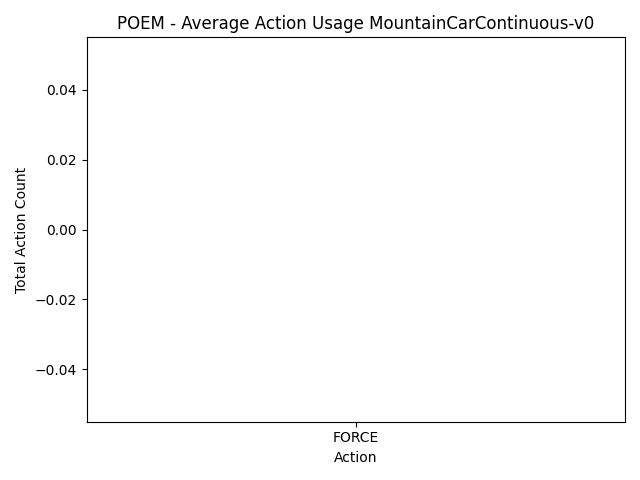 POEM - Average Action Usage MountainCarContinuous-v0
Total Action Count
0.04
0.02
0.00
−0.02
−0.04
FORCE
Action